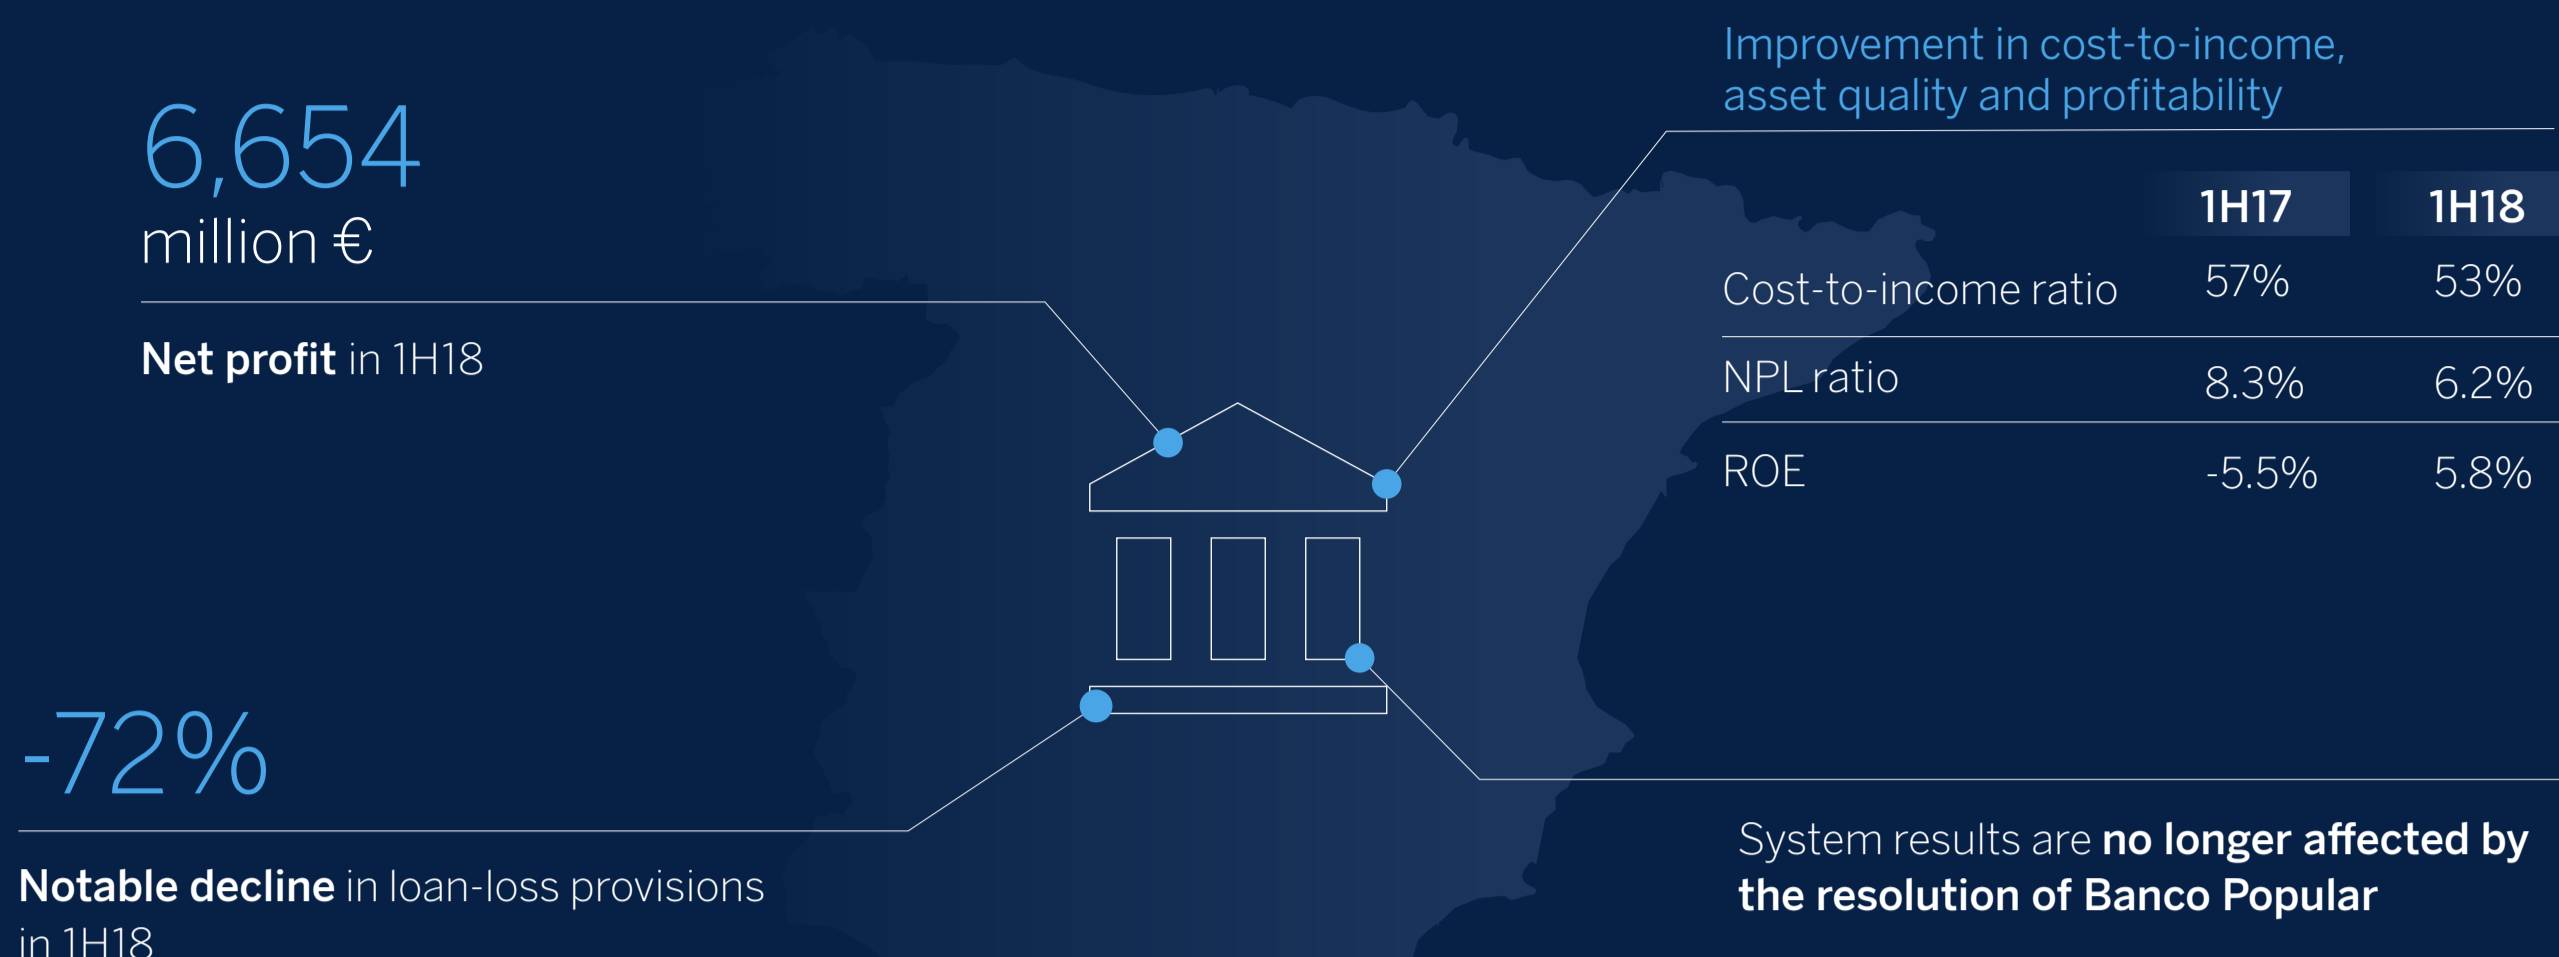 6,654
million €
Net profit in 1H18
-72%
Notable decline in loan-loss provisions
in 1H18
Improvement in cost-to-income,
asset quality and profitability
1H17 1H18
Cost-to-income ratio 57% 53%
NPL ratio 8.3% 6.2%
ROE -5.5% 5.8%
System results are no longer affected by
the resolution of Banco Popular